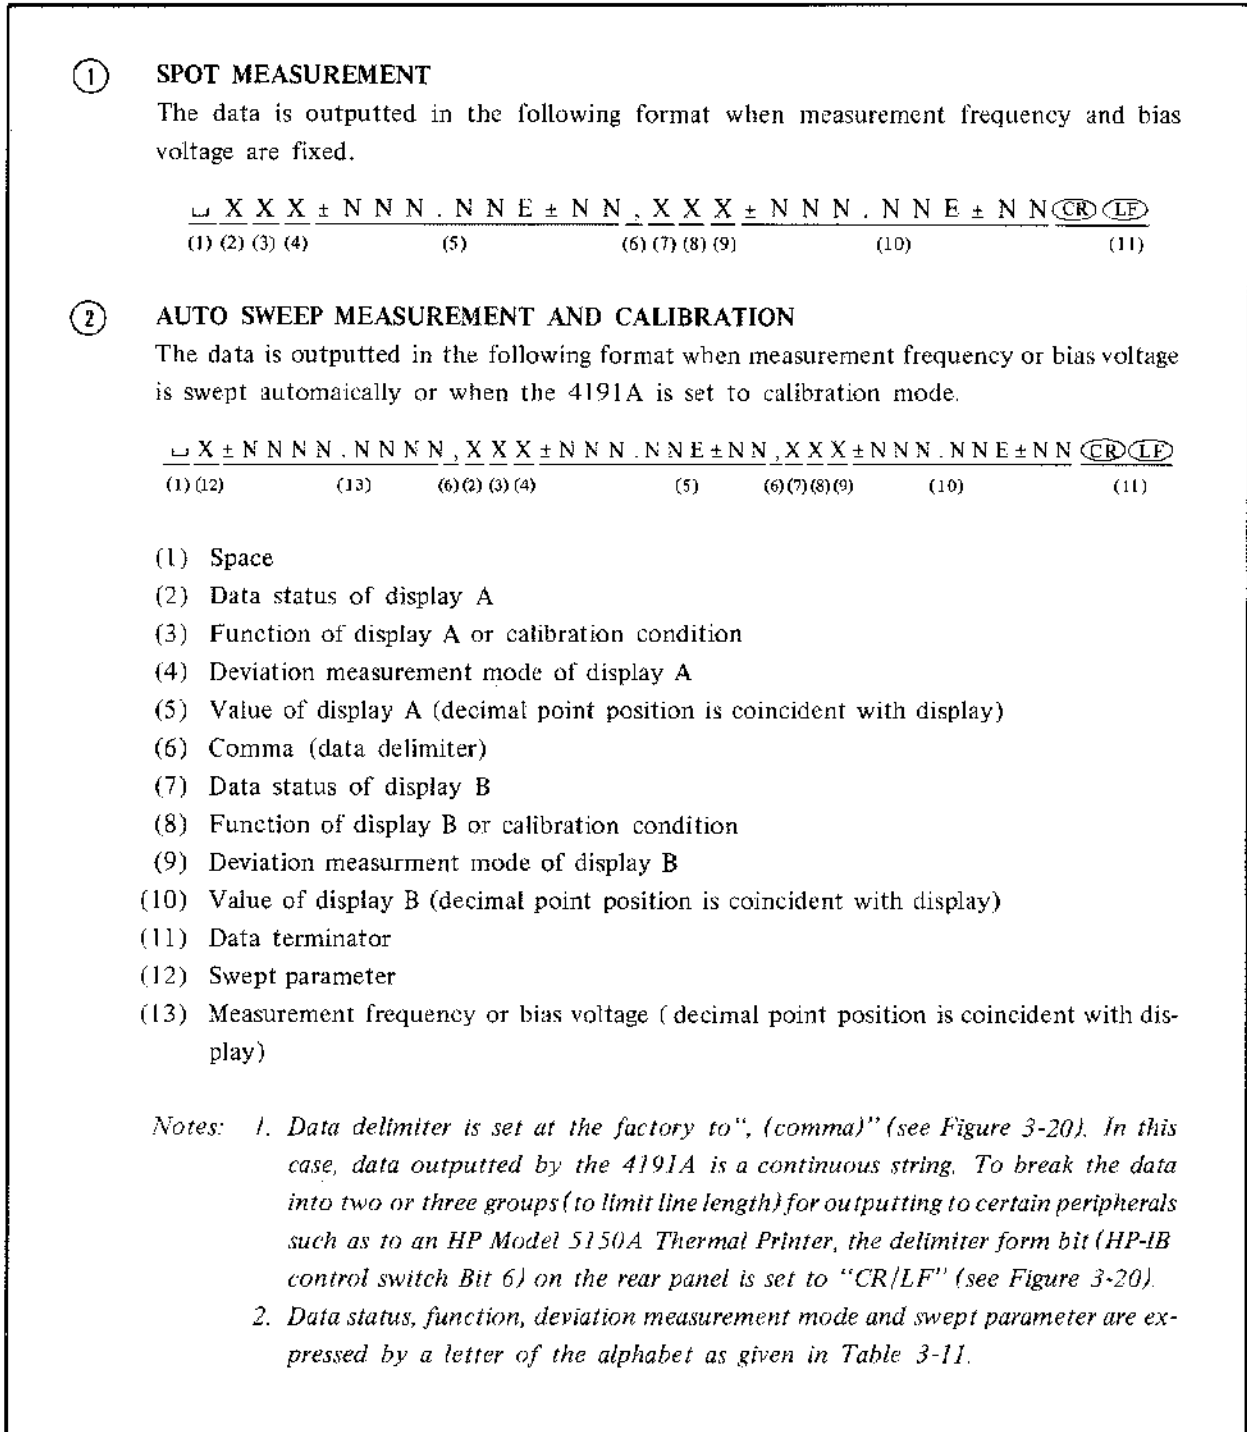 ① SPOT MEASUREMENT
The data is outputted in the following format when measurement frequency and bias
voltage are fixed.
␣ X X X ± N N N . N N E ± N N , X X X ± N N N . N N E ± N N (CR) (LF)
(1) (2) (3) (4) (5) (6) (7) (8) (9) (10) (11)
② AUTO SWEEP MEASUREMENT AND CALIBRATION
The data is outputted in the following format when measurement frequency or bias voltage
is swept automaically or when the 4191A is set to calibration mode.
␣ X ± N N N N . N N N N , X X X ± N N N . N N E ± N N , X X X ± N N N . N N E ± N N (CR) (LF)
(1) (12) (13) (6) (2) (3) (4) (5) (6) (7) (8) (9) (10) (11)
(1) Space
(2) Data status of display A
(3) Function of display A or calibration condition
(4) Deviation measurement mode of display A
(5) Value of display A (decimal point position is coincident with display)
(6) Comma (data delimiter)
(7) Data status of display B
(8) Function of display B or calibration condition
(9) Deviation measurment mode of display B
(10) Value of display B (decimal point position is coincident with display)
(11) Data terminator
(12) Swept parameter
(13) Measurement frequency or bias voltage ( decimal point position is coincident with dis-
play)
Notes: 1. Data delimiter is set at the factory to ", (comma)" (see Figure 3-20). In this
case, data outputted by the 4191A is a continuous string. To break the data
into two or three groups (to limit line length) for outputting to certain peripherals
such as to an HP Model 5150A Thermal Printer, the delimiter form bit (HP-IB
control switch Bit 6) on the rear panel is set to "CR/LF" (see Figure 3-20).
2. Data status, function, deviation measurement mode and swept parameter are ex-
pressed by a letter of the alphabet as given in Table 3-11.